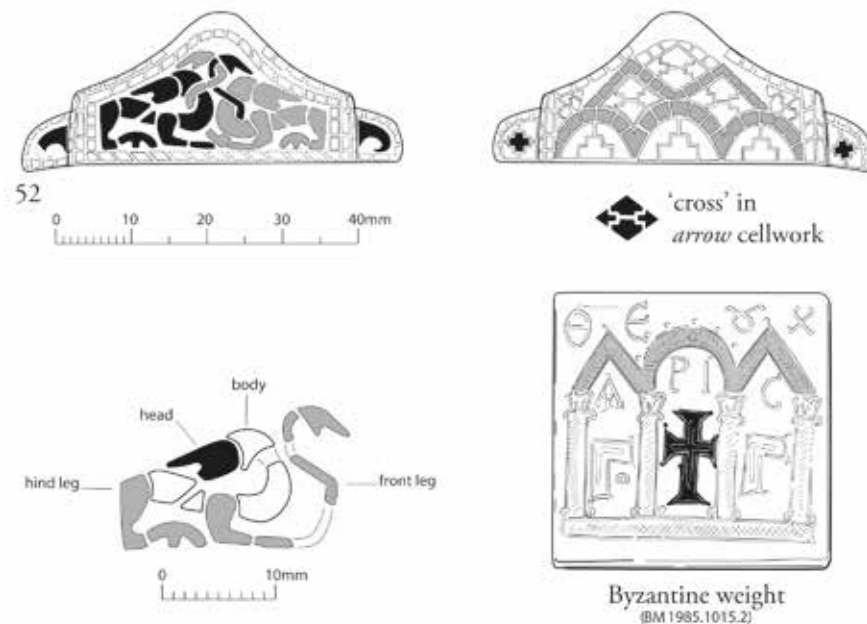 52
0 10 20 30 40mm
'cross' in
arrow cellwork
body
head
hind leg
front leg
0 10mm
Θ Є Ȣ Χ
Α Ρ Ι C
Γ Γ
Byzantine weight
(BM 1985.1015.2)